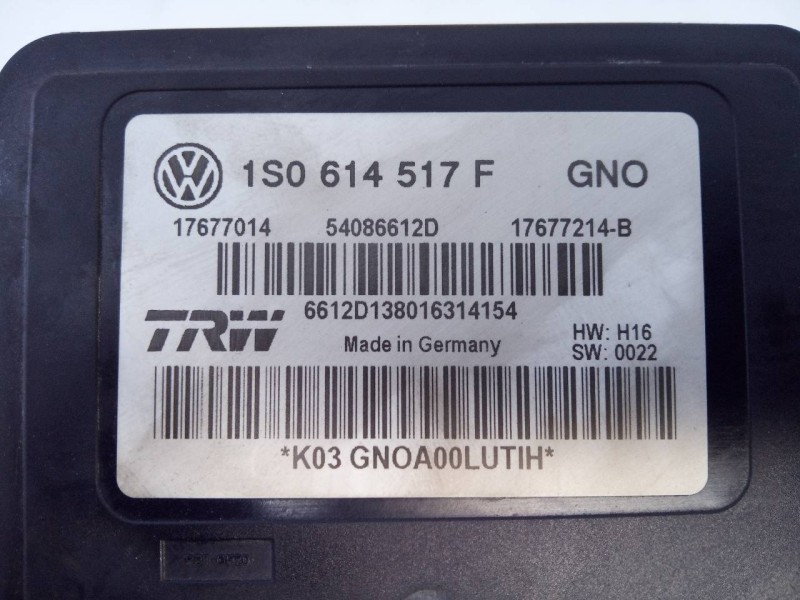 1S0 614 517 F GNO
17677014 54086612D 17677214-B
6612D138016314154
TRW Made in Germany HW: H16
SW: 0022
*K03 GNOA00LUTIH*